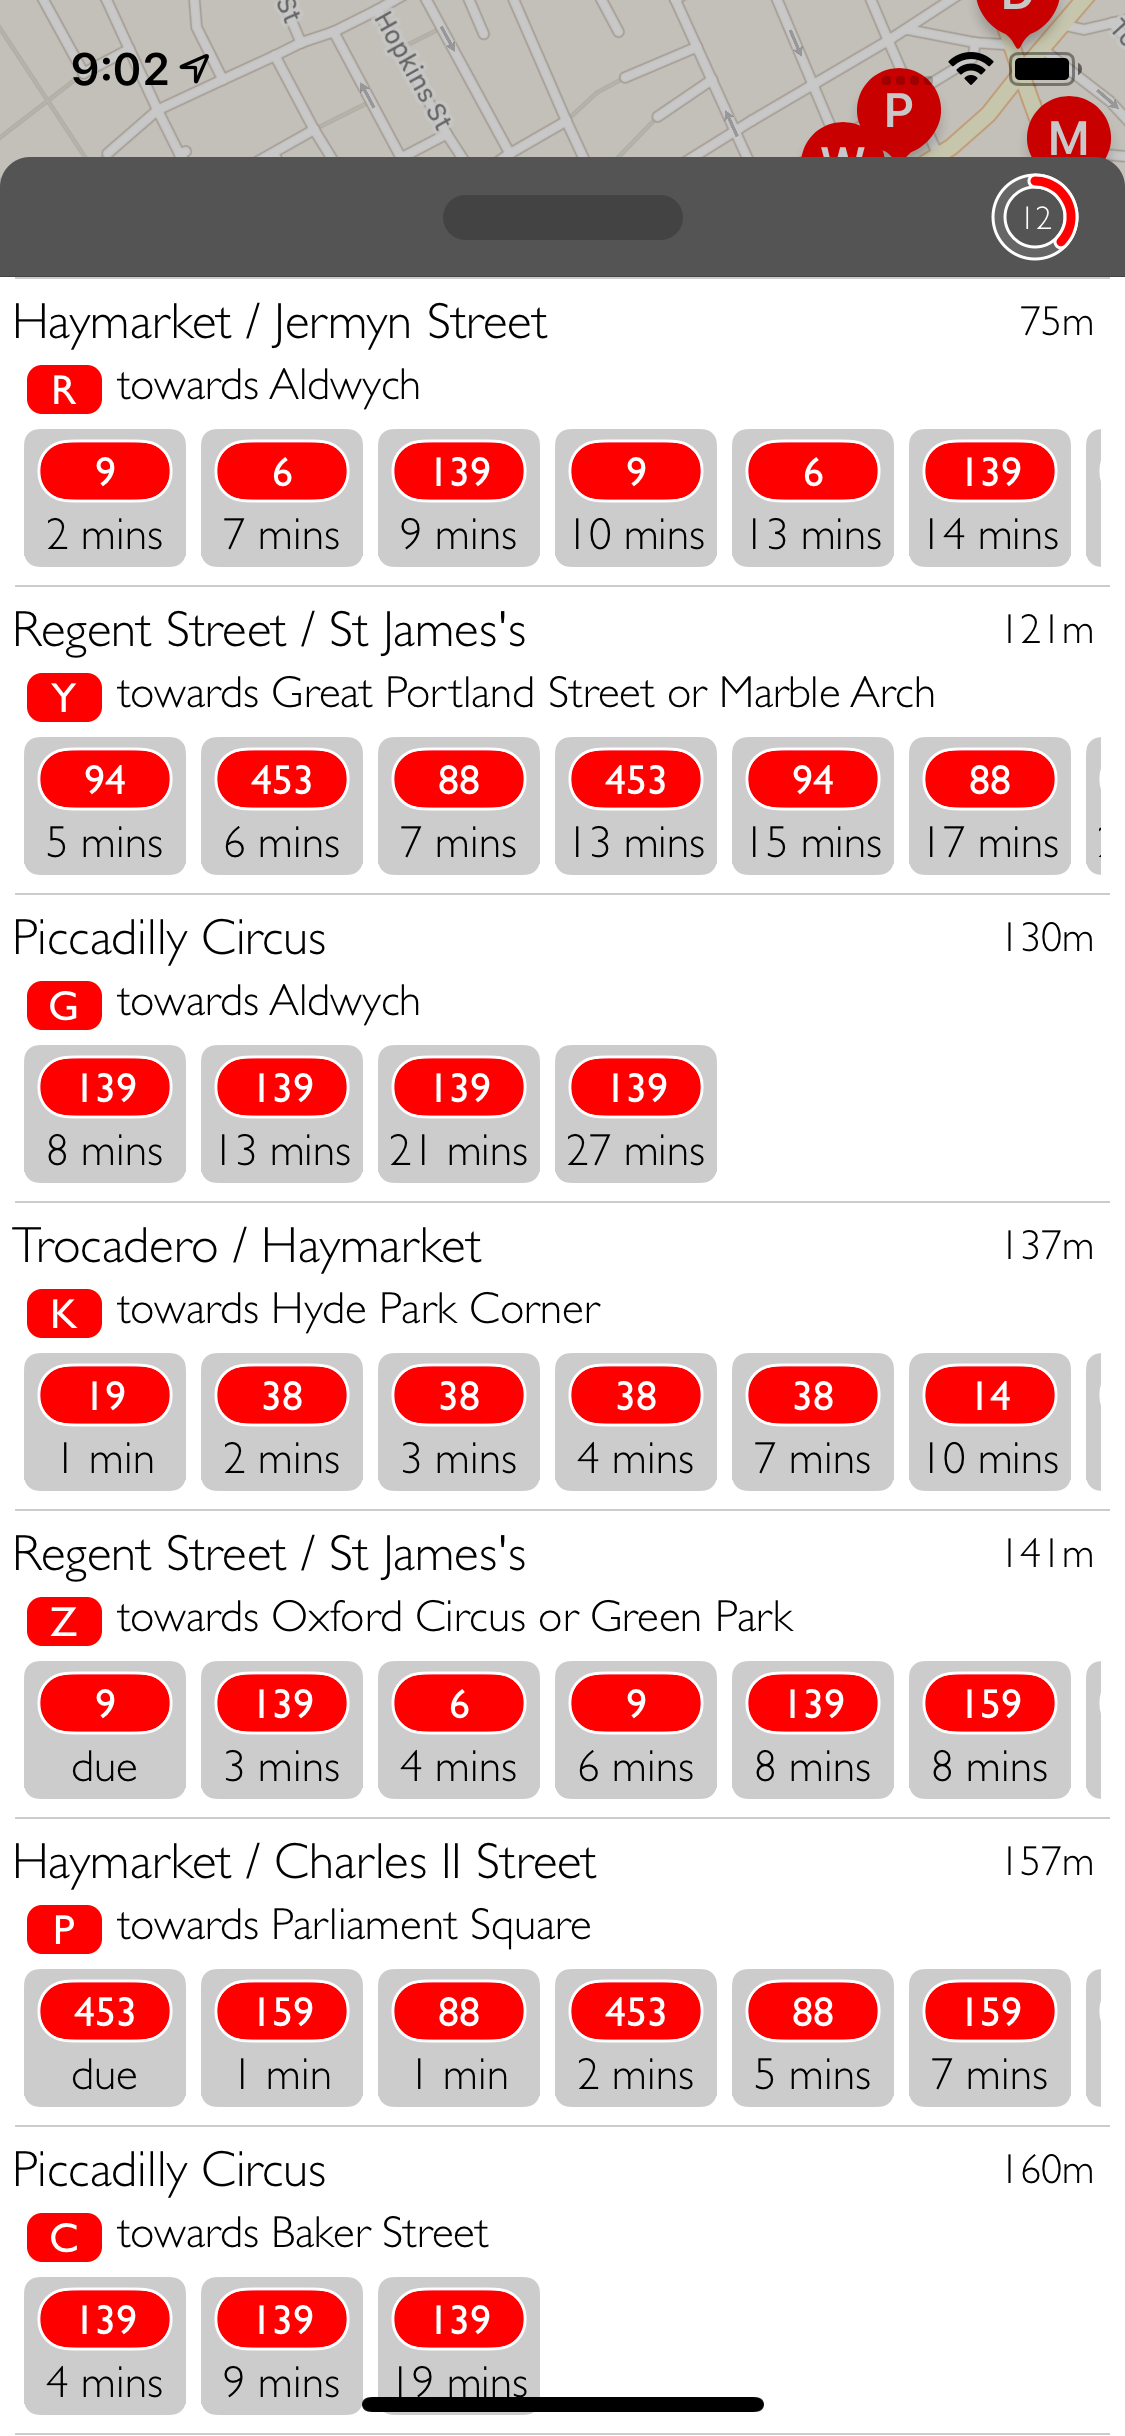 St
Hopkins St
9:02
P
M
12
Haymarket / Jermyn Street 75m
R towards Aldwych
9 6 139 9 6 139
2 mins 7 mins 9 mins 10 mins 13 mins 14 mins
Regent Street / St James's 121m
Y towards Great Portland Street or Marble Arch
94 453 88 453 94 88
5 mins 6 mins 7 mins 13 mins 15 mins 17 mins
Piccadilly Circus 130m
G towards Aldwych
139 139 139 139
8 mins 13 mins 21 mins 27 mins
Trocadero / Haymarket 137m
K towards Hyde Park Corner
19 38 38 38 38 14
1 min 2 mins 3 mins 4 mins 7 mins 10 mins
Regent Street / St James's 141m
Z towards Oxford Circus or Green Park
9 139 6 9 139 159
due 3 mins 4 mins 6 mins 8 mins 8 mins
Haymarket / Charles II Street 157m
P towards Parliament Square
453 159 88 453 88 159
due 1 min 1 min 2 mins 5 mins 7 mins
Piccadilly Circus 160m
C towards Baker Street
139 139 139
4 mins 9 mins 19 mins